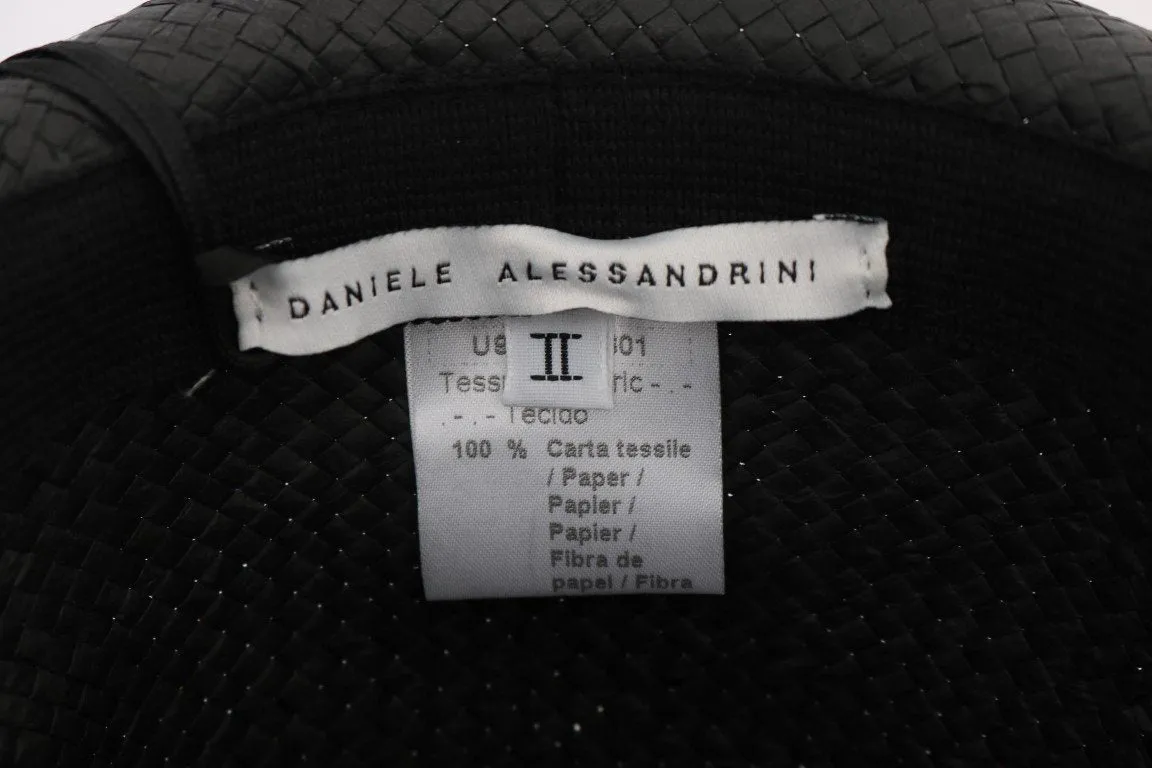 DANIELE ALESSANDRINI
II
.-.- Tecido
100 % Carta tessile
/ Paper /
Papier /
Papier /
Fibra de
papel / Fibra